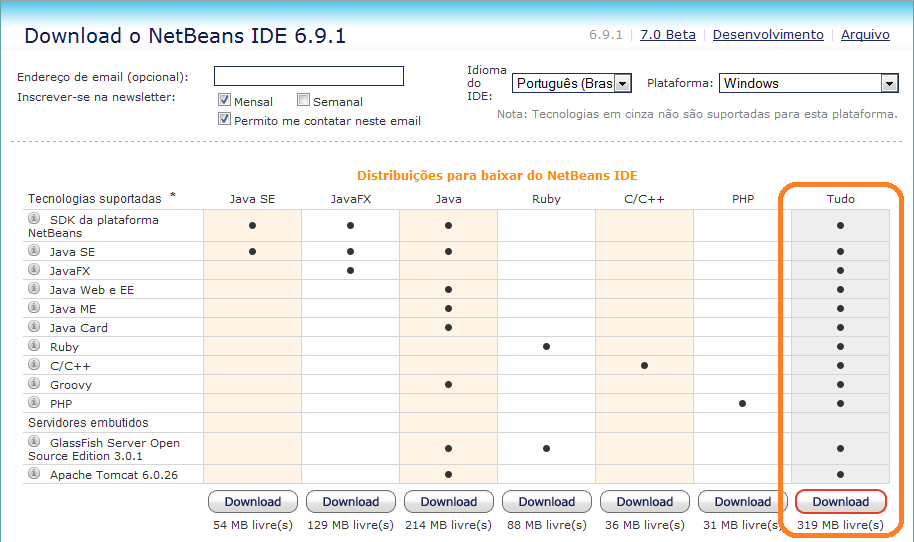 Download o NetBeans IDE 6.9.1
6.9.1 | 7.0 Beta | Desenvolvimento | Arquivo
Endereço de email (opcional):
Inscrever-se na newsletter:
Mensal Semanal
Permito me contatar neste email
Idioma
do
IDE:
Português (Bras
Plataforma: Windows
Nota: Tecnologias em cinza não são suportadas para esta plataforma.
Distribuições para baixar do NetBeans IDE
Tecnologias suportadas * Java SE JavaFX Java Ruby C/C++ PHP Tudo
SDK da plataforma
NetBeans
Java SE
JavaFX
Java Web e EE
Java ME
Java Card
Ruby
C/C++
Groovy
PHP
Servidores embutidos
GlassFish Server Open
Source Edition 3.0.1
Apache Tomcat 6.0.26
Download Download Download Download Download Download Download
54 MB livre(s) 129 MB livre(s) 214 MB livre(s) 88 MB livre(s) 36 MB livre(s) 31 MB livre(s) 319 MB livre(s)